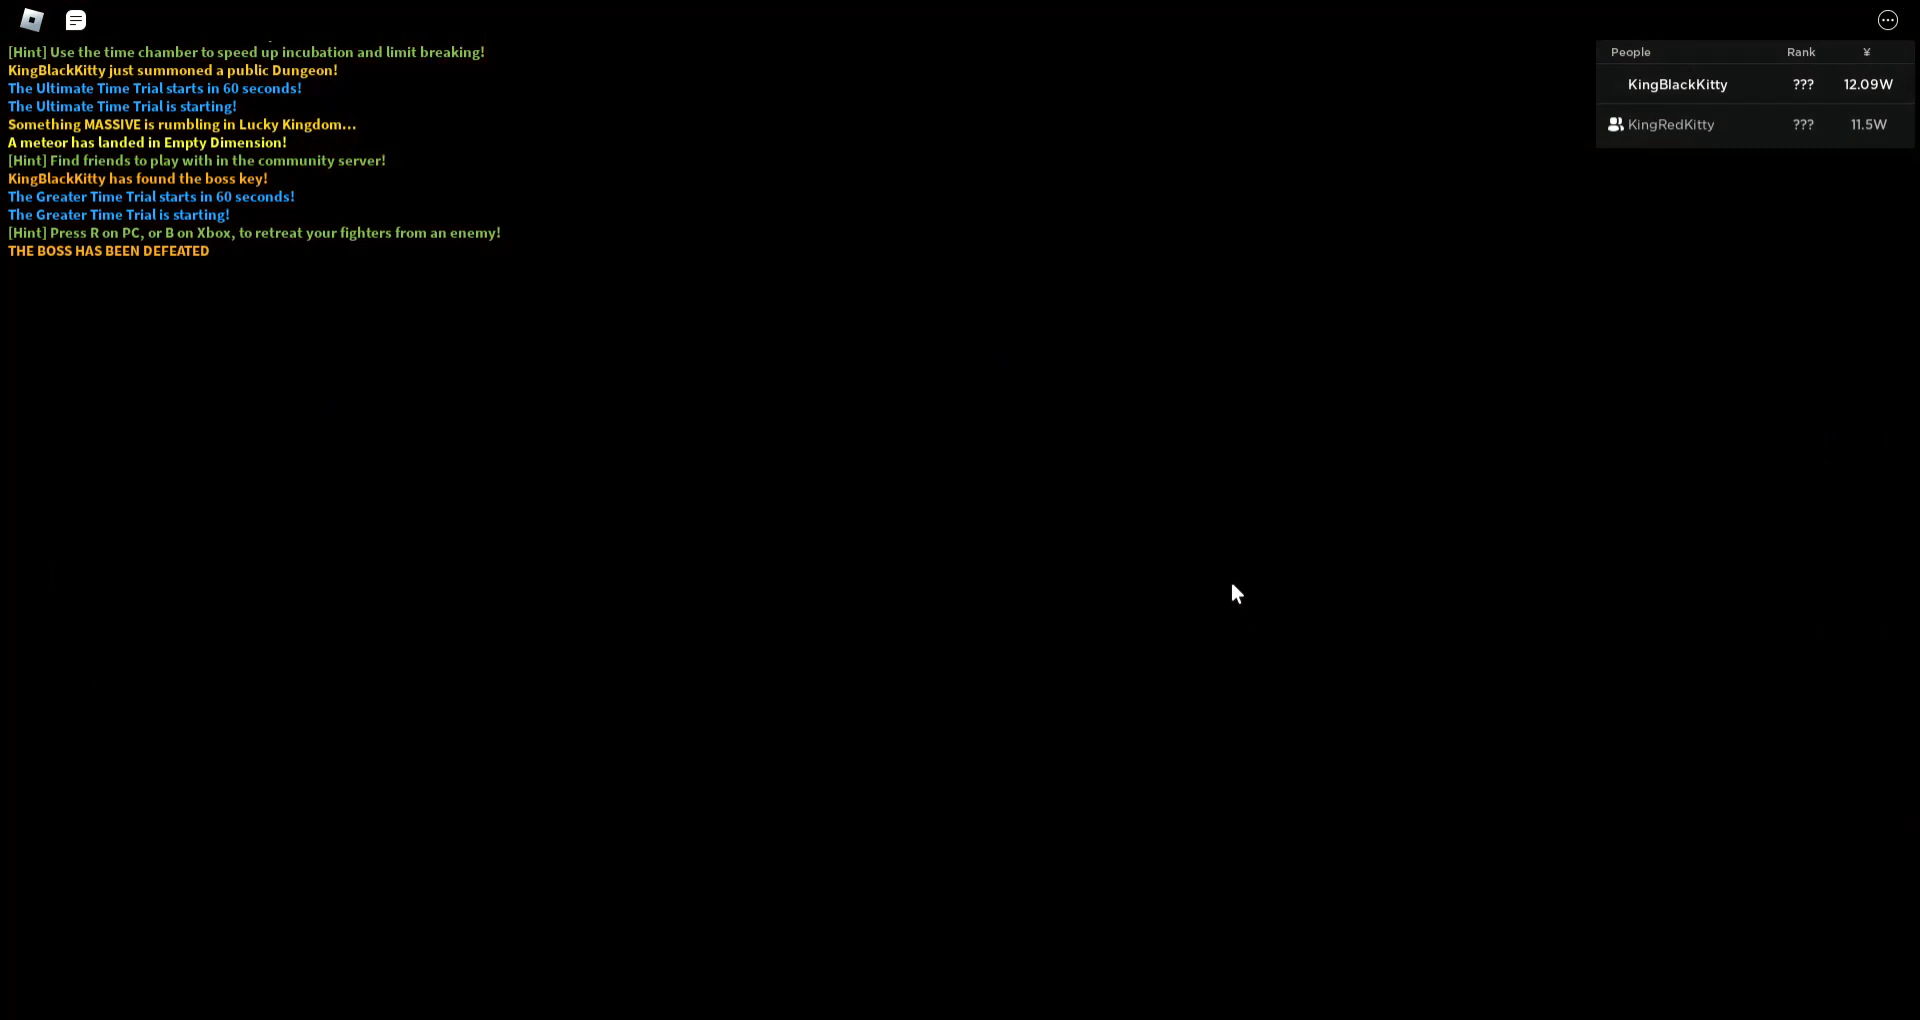 [Hint] Use the time chamber to speed up incubation and limit breaking!
KingBlackKitty just summoned a public Dungeon!
The Ultimate Time Trial starts in 60 seconds!
The Ultimate Time Trial is starting!
Something MASSIVE is rumbling in Lucky Kingdom...
A meteor has landed in Empty Dimension!
[Hint] Find friends to play with in the community server!
KingBlackKitty has found the boss key!
The Greater Time Trial starts in 60 seconds!
The Greater Time Trial is starting!
[Hint] Press R on PC, or B on Xbox, to retreat your fighters from an enemy!
THE BOSS HAS BEEN DEFEATED
People Rank ¥
KingBlackKitty ??? 12.09W
KingRedKitty ??? 11.5W